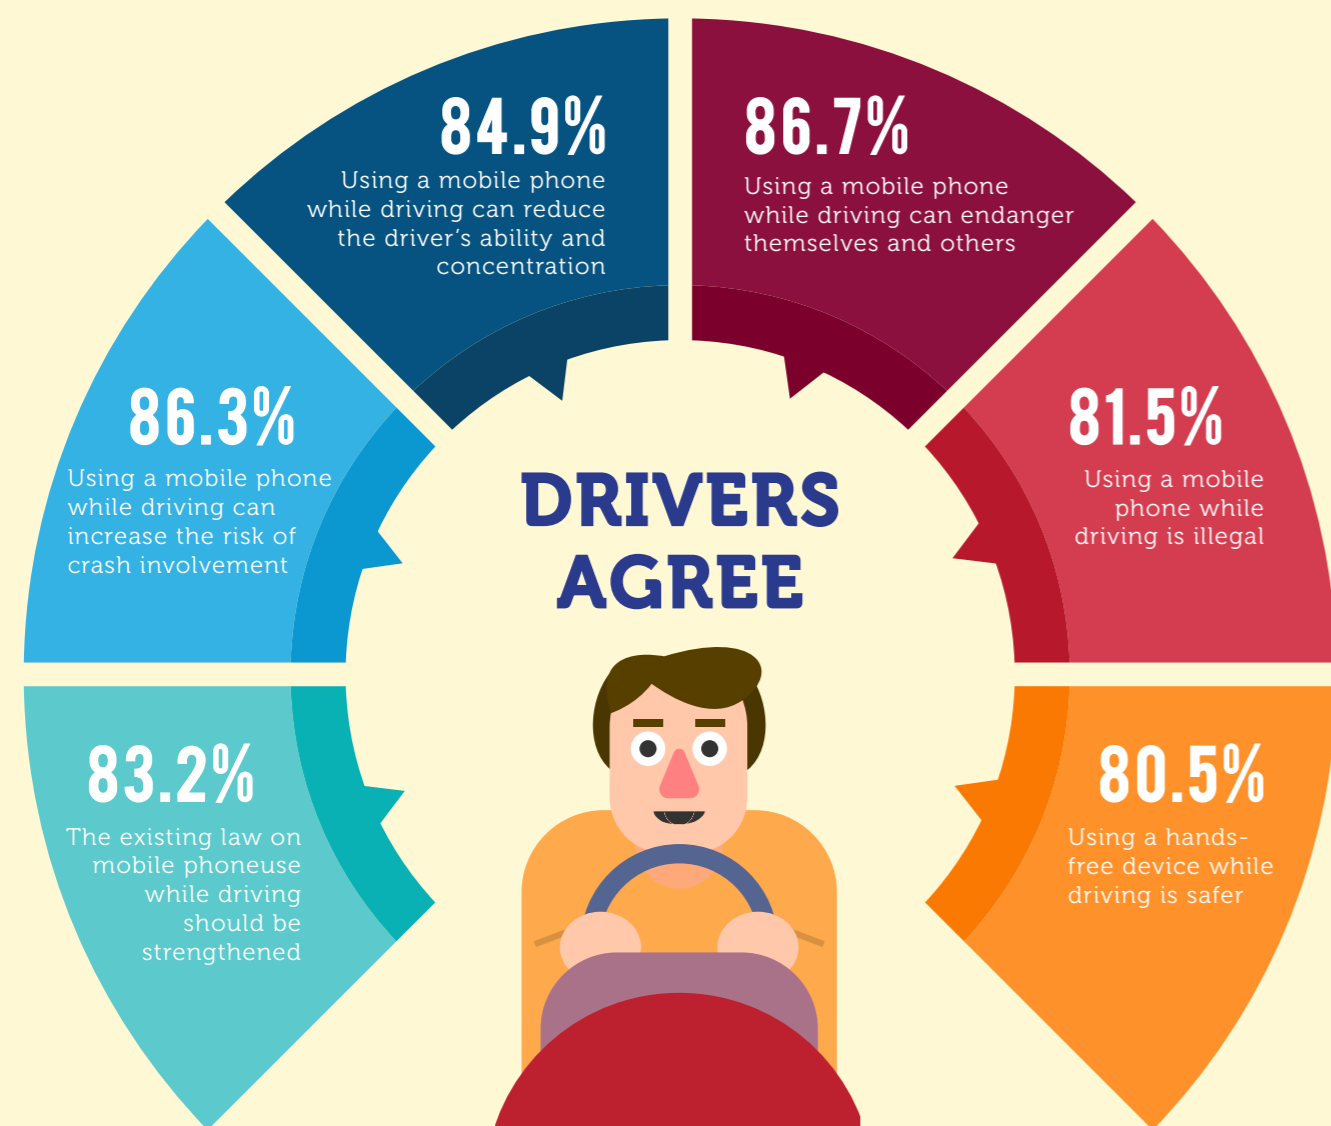 84.9%
Using a mobile phone
while driving can reduce
the driver's ability and
concentration
86.7%
Using a mobile phone
while driving can endanger
themselves and others
86.3%
Using a mobile phone
while driving can
increase the risk of
crash involvement
81.5%
Using a mobile
phone while
driving is illegal
DRIVERS
AGREE
83.2%
The existing law on
mobile phoneuse
while driving
should be
strengthened
80.5%
Using a hands-
free device while
driving is safer